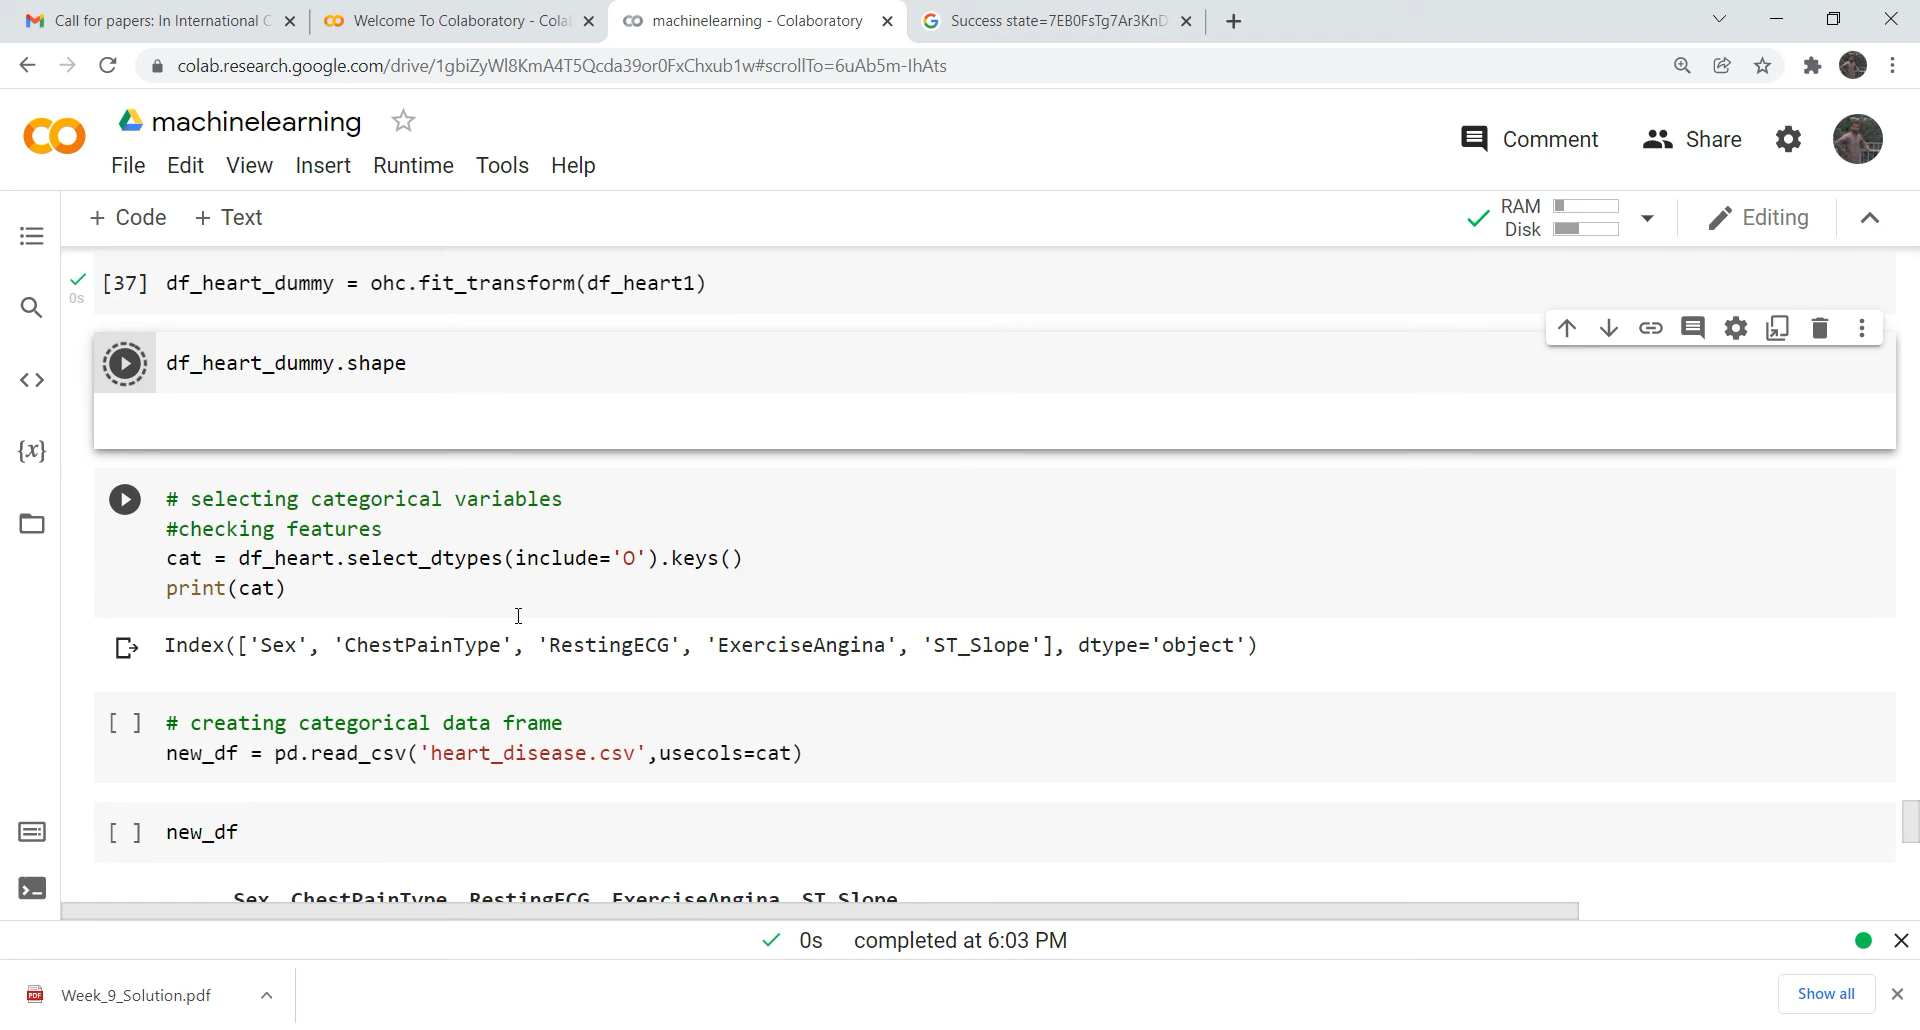 Call for papers: In International C
Welcome To Colaboratory - Colab
machinelearning - Colaboratory
Success state=7EB0FsTg7Ar3KnD
colab.research.google.com/drive/1gbiZyWl8KmA4T5Qcda39or0FxChxub1w#scrollTo=6uAb5m-IhAts
machinelearning
Comment
Share
File Edit View Insert Runtime Tools Help
+ Code + Text
RAM
Disk
Editing
0s
[37] df_heart_dummy = ohc.fit_transform(df_heart1)
df_heart_dummy.shape
# selecting categorical variables
#checking features
cat = df_heart.select_dtypes(include='O').keys()
print(cat)
Index(['Sex', 'ChestPainType', 'RestingECG', 'ExerciseAngina', 'ST_Slope'], dtype='object')
[ ] # creating categorical data frame
new_df = pd.read_csv('heart_disease.csv',usecols=cat)
[ ] new_df
Sex ChestPainType RestingECG ExerciseAngina ST_Slope
0s completed at 6:03 PM
PDF
Week_9_Solution.pdf
Show all